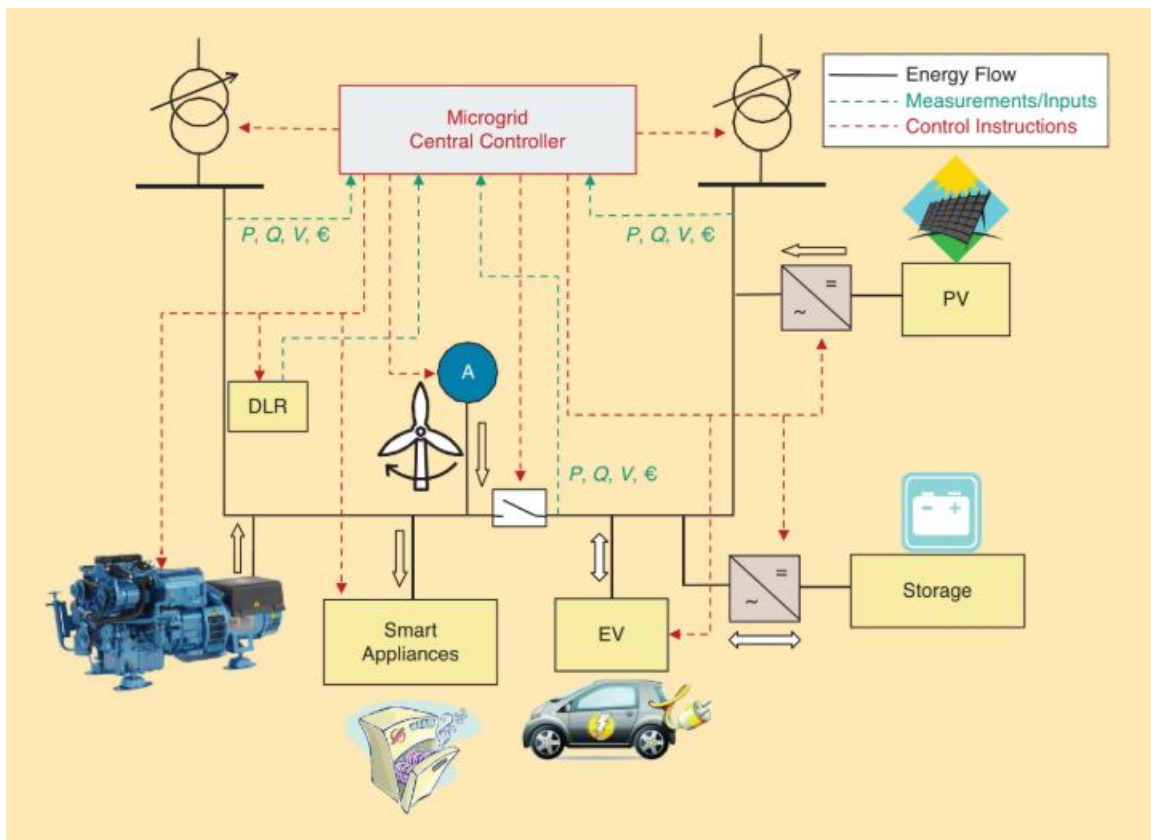 Energy Flow
Measurements/Inputs
Control Instructions
Microgrid
Central Controller
P, Q, V, €
P, Q, V, €
=
~
PV
A
DLR
P, Q, V, €
- +
=
~
Storage
Smart
Appliances
EV